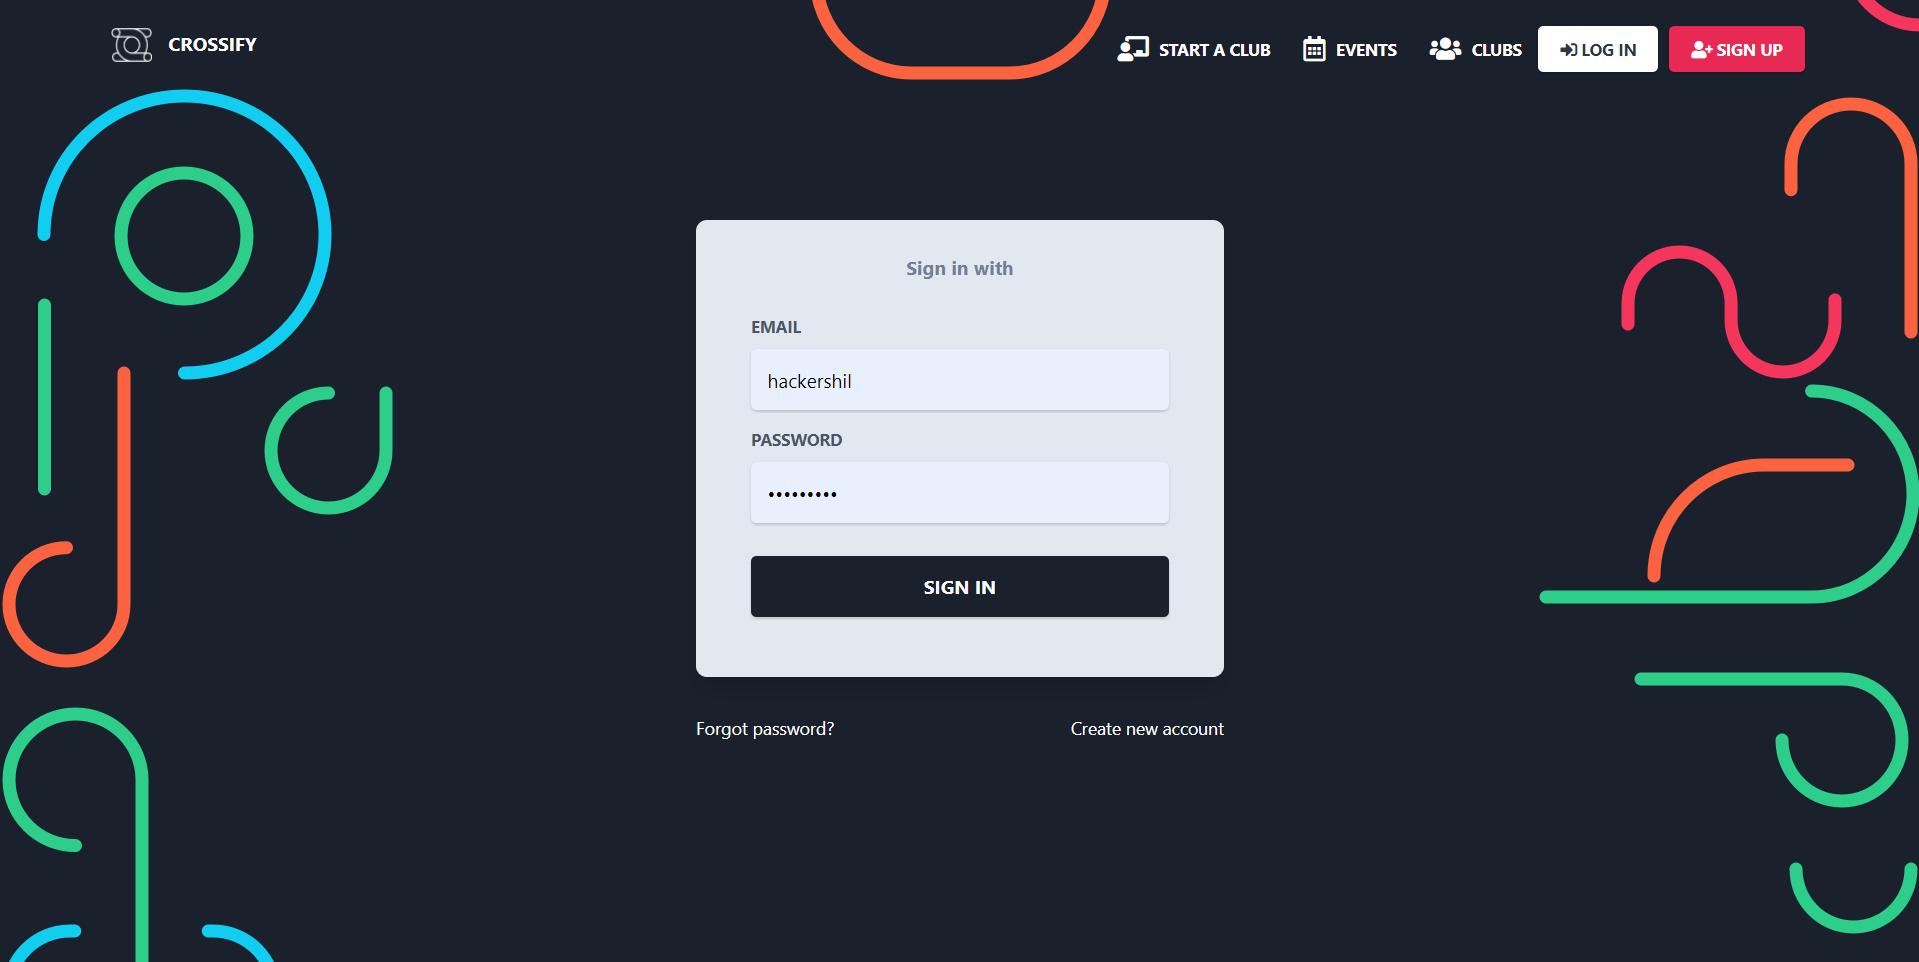 CROSSIFY
START A CLUB
EVENTS
CLUBS
LOG IN
SIGN UP
Sign in with
EMAIL
hackershil
PASSWORD
•••••••••
SIGN IN
Forgot password?
Create new account